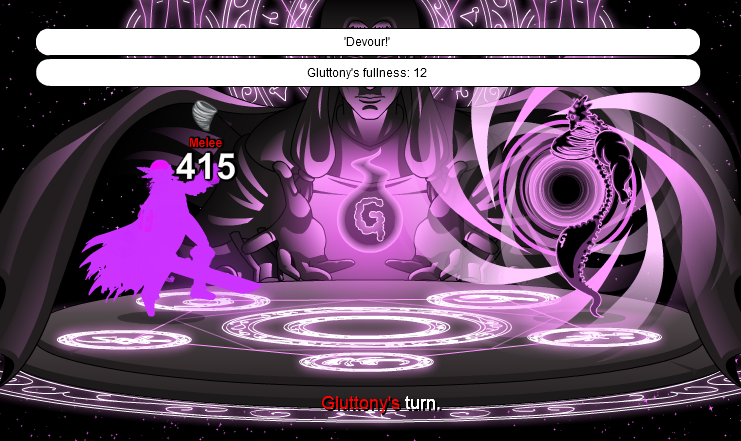 'Devour!'
Gluttony's fullness: 12
Melee
415
G
Gluttony's turn.